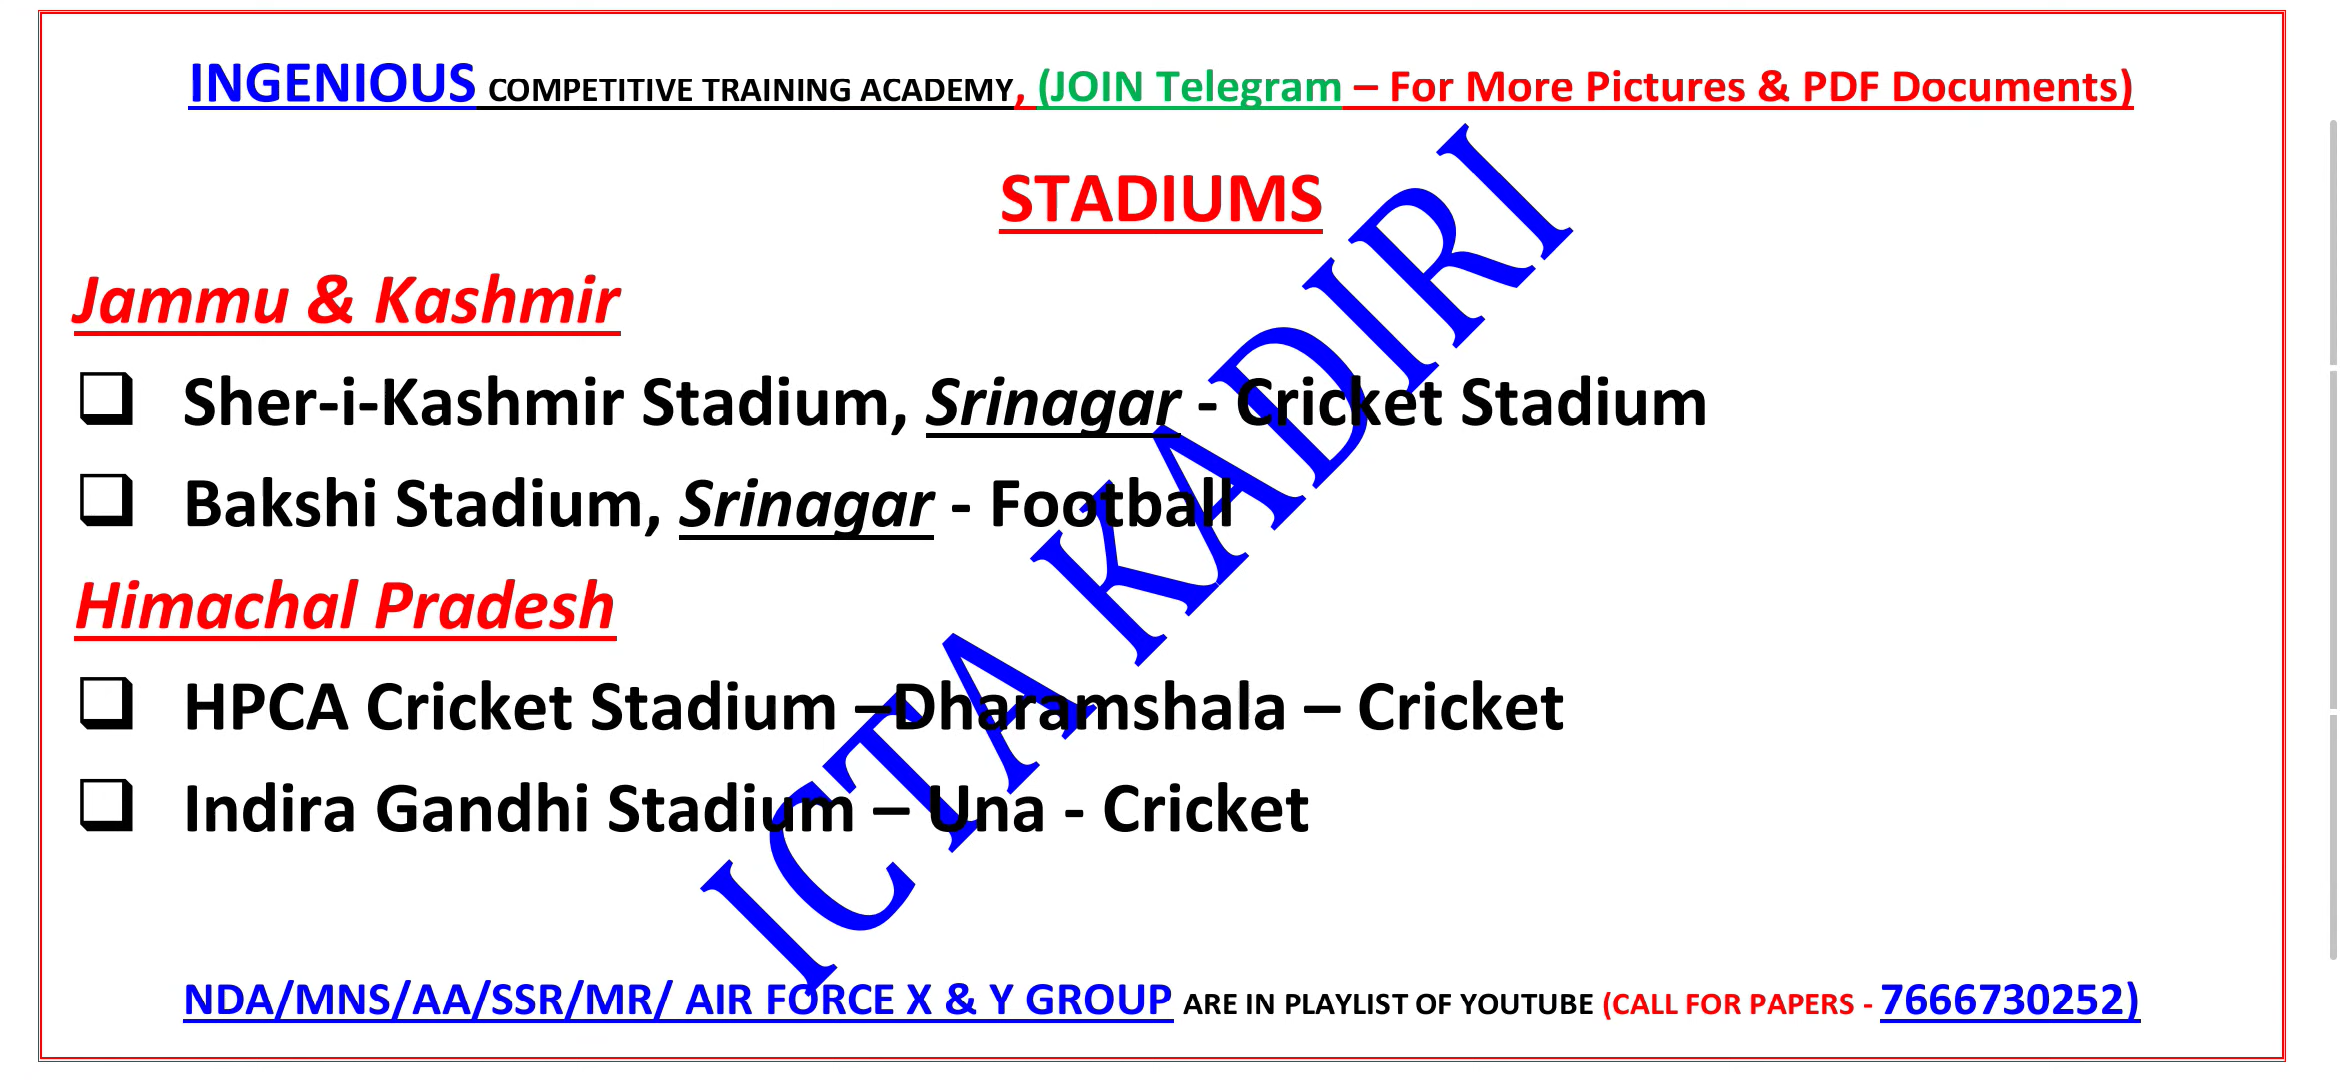 INGENIOUS COMPETITIVE TRAINING ACADEMY, (JOIN Telegram – For More Pictures & PDF Documents)
STADIUMS
Jammu & Kashmir
❑ Sher-i-Kashmir Stadium, Srinagar - Cricket Stadium
❑ Bakshi Stadium, Srinagar - Football
Himachal Pradesh
❑ HPCA Cricket Stadium –Dharamshala – Cricket
❑ Indira Gandhi Stadium – Una - Cricket
ICTA KADIRI
NDA/MNS/AA/SSR/MR/ AIR FORCE X & Y GROUP ARE IN PLAYLIST OF YOUTUBE (CALL FOR PAPERS - 7666730252)